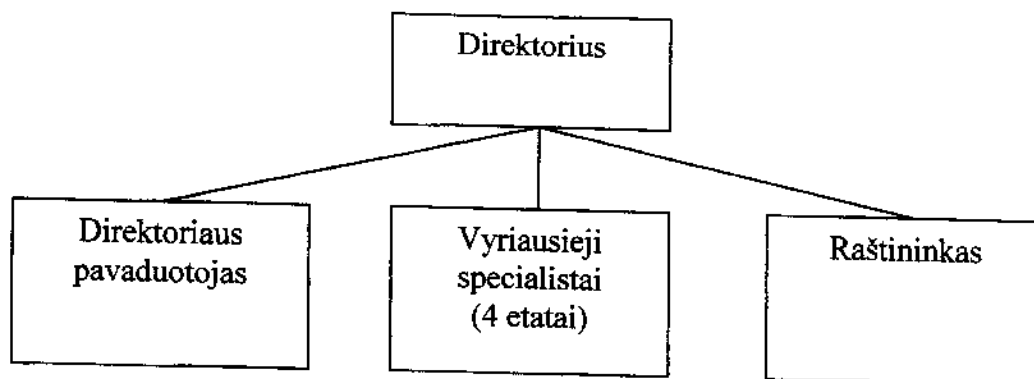 Direktorius
Direktoriaus
pavaduotojas
Vyriausieji
specialistai
(4 etatai)
Raštininkas